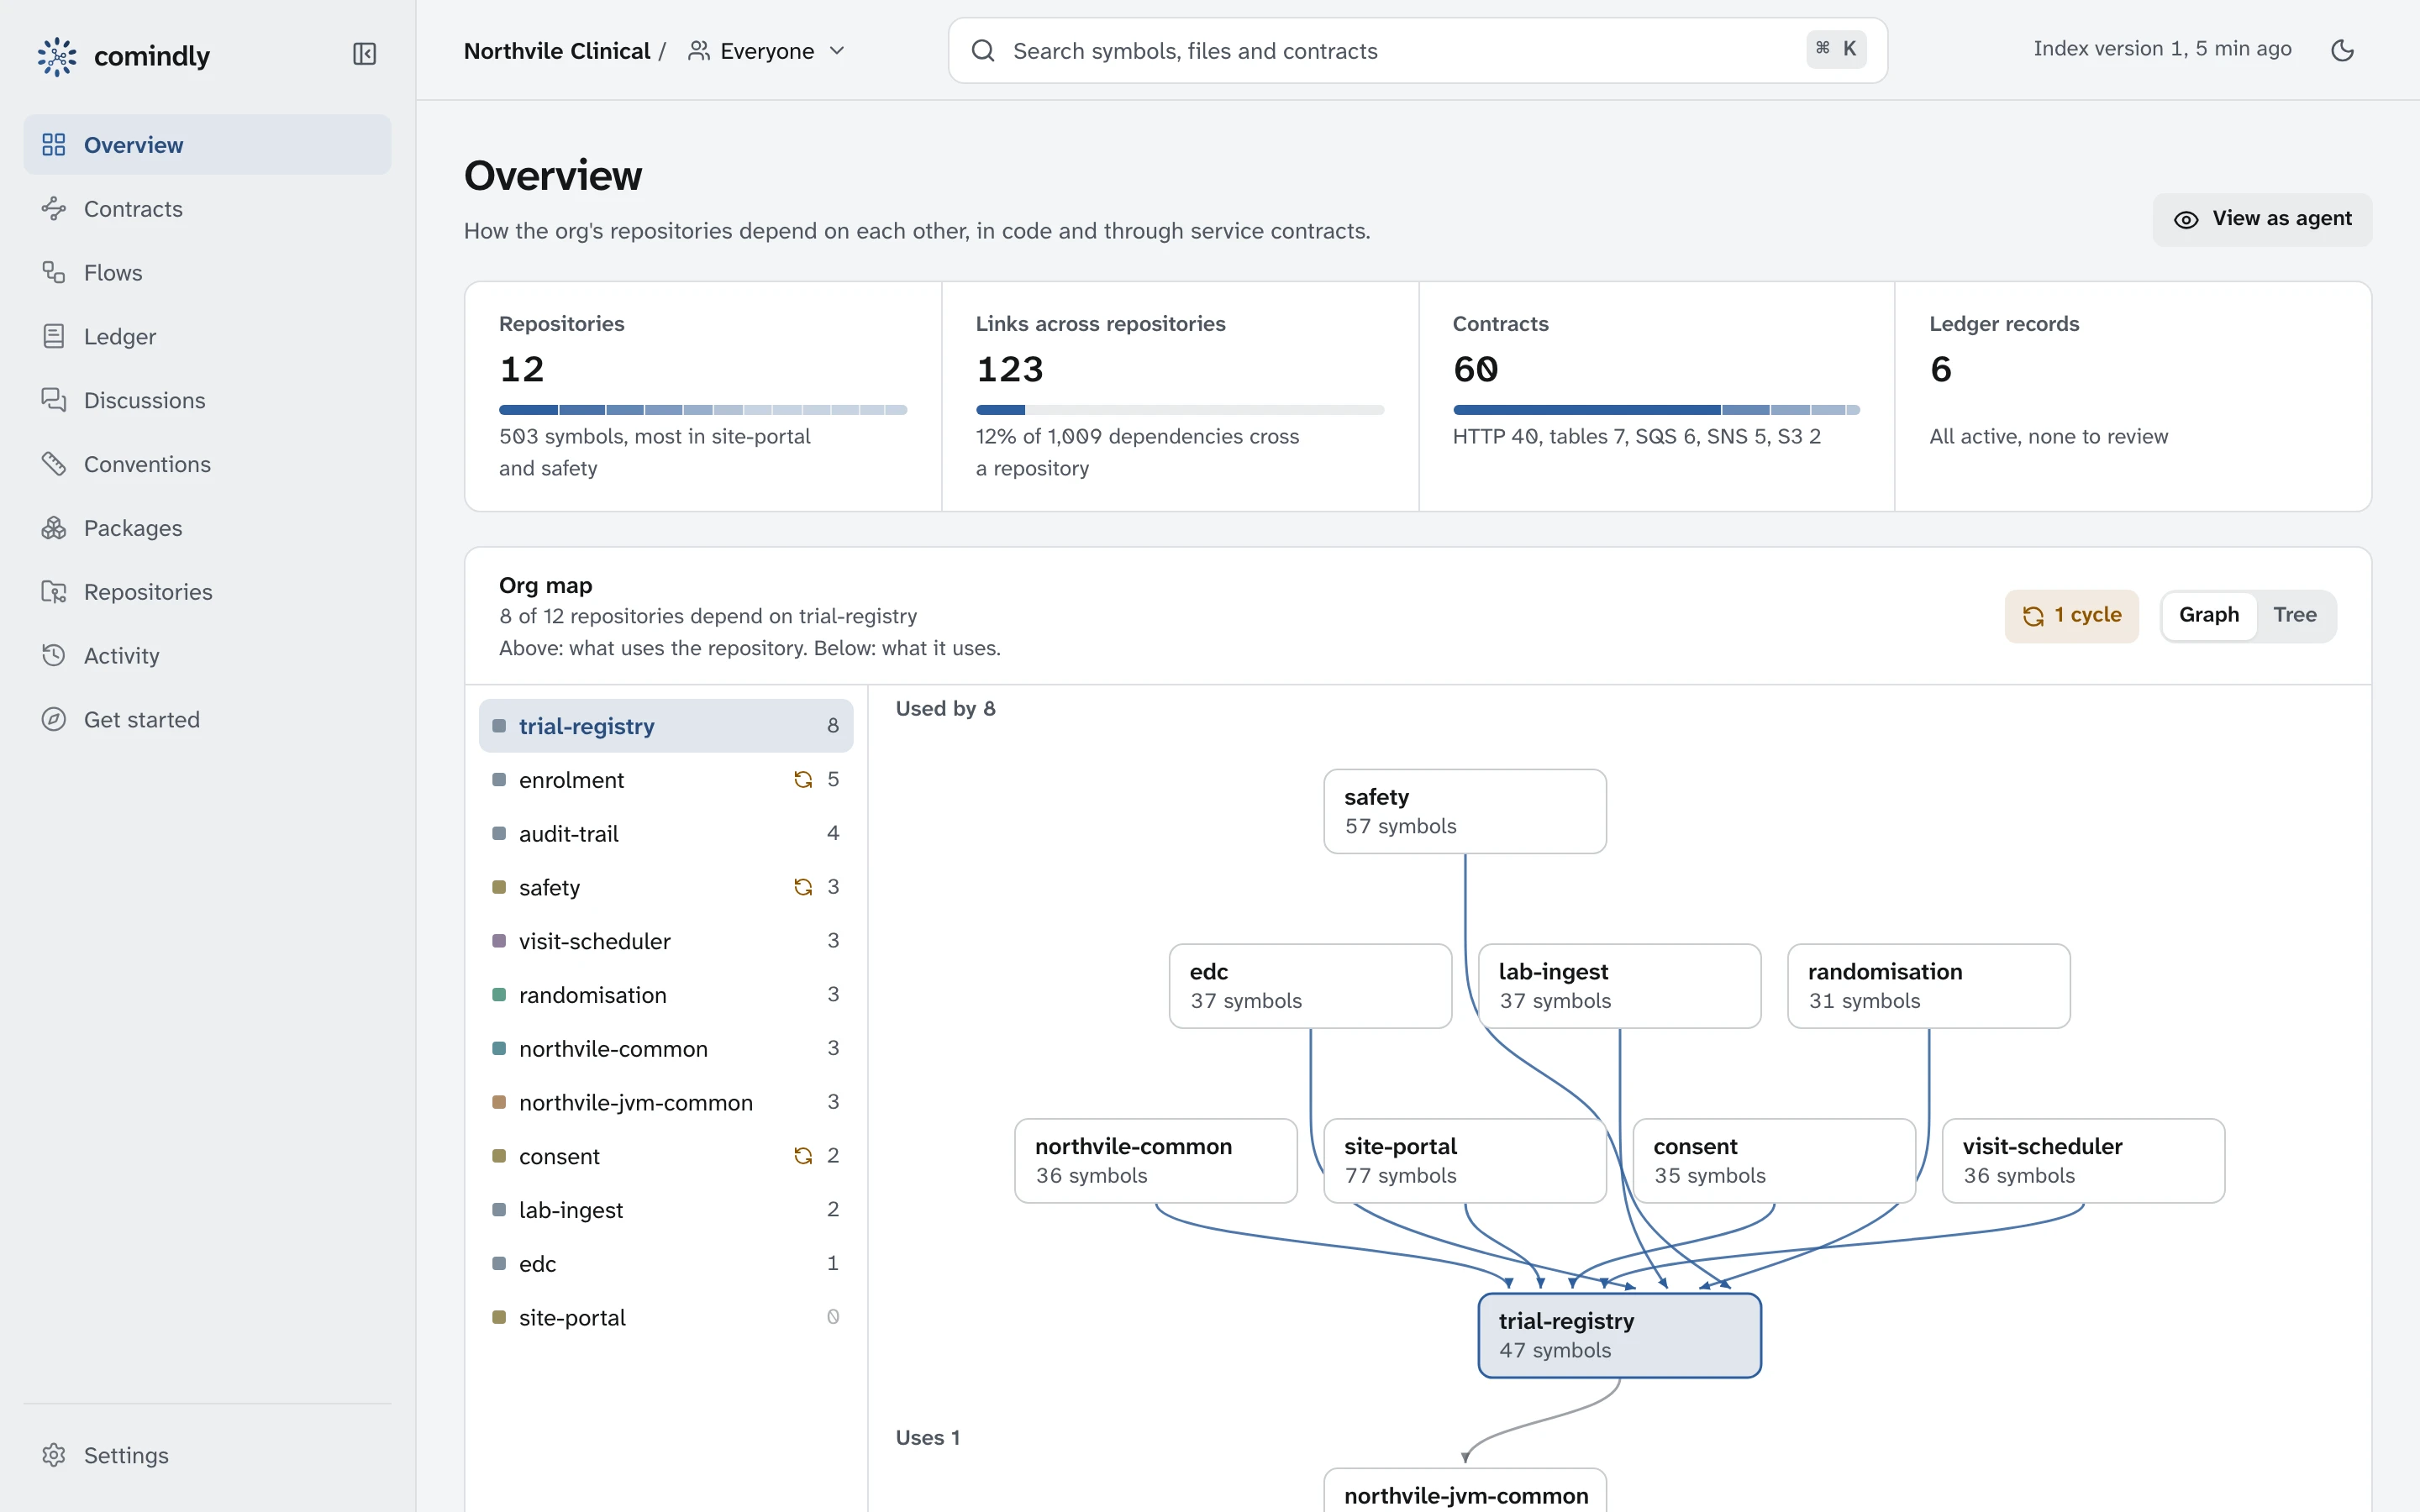 comindly
Overview
Contracts
Flows
Ledger
Discussions
Conventions
Packages
Repositories
Activity
Get started
Settings
Northvile Clinical / Everyone
Search symbols, files and contracts
⌘ K
Index version 1, 5 min ago
Overview
How the org's repositories depend on each other, in code and through service contracts.
View as agent
Repositories
12
503 symbols, most in site-portal
and safety
Links across repositories
123
12% of 1,009 dependencies cross
a repository
Contracts
60
HTTP 40, tables 7, SQS 6, SNS 5, S3 2
Ledger records
6
All active, none to review
Org map
8 of 12 repositories depend on trial-registry
Above: what uses the repository. Below: what it uses.
1 cycle
Graph
Tree
trial-registry 8
enrolment 5
audit-trail 4
safety 3
visit-scheduler 3
randomisation 3
northvile-common 3
northvile-jvm-common 3
consent 2
lab-ingest 2
edc 1
site-portal 0
Used by 8
safety
57 symbols
edc
37 symbols
lab-ingest
37 symbols
randomisation
31 symbols
northvile-common
36 symbols
site-portal
77 symbols
consent
35 symbols
visit-scheduler
36 symbols
trial-registry
47 symbols
Uses 1
northvile-jvm-common